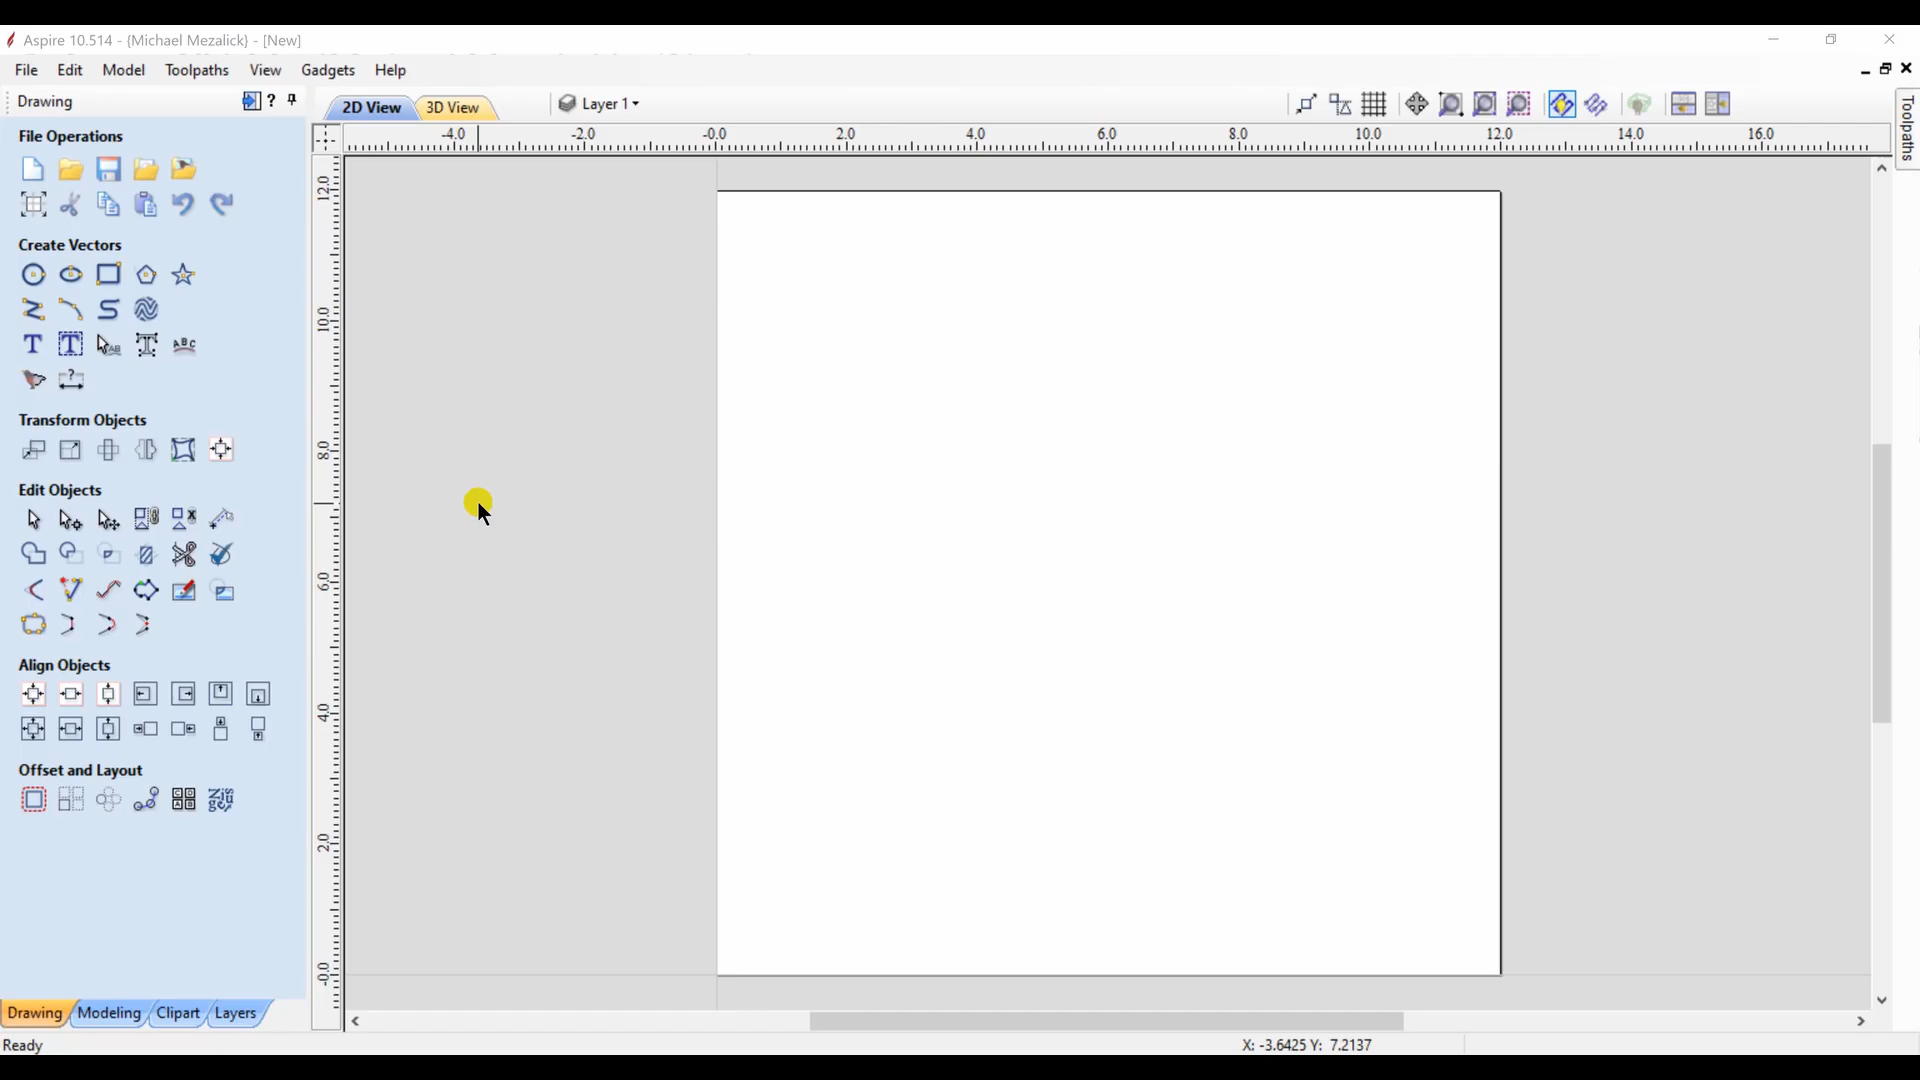 Aspire 10.514 - {Michael Mezalick} - [New]
File Edit Model Toolpaths View Gadgets Help
Drawing ?
2D View 3D View Layer 1
Toolpaths
File Operations
-4.0 -2.0 -0.0 2.0 4.0 6.0 8.0 10.0 12.0 14.0 16.0
12.0
10.0
8.0
6.0
4.0
2.0
-0.0
Create Vectors
T T AB T ABC
?
Transform Objects
Edit Objects
Align Objects
Offset and Layout
Drawing Modeling Clipart Layers
Ready
X: -3.6425 Y: 7.2137